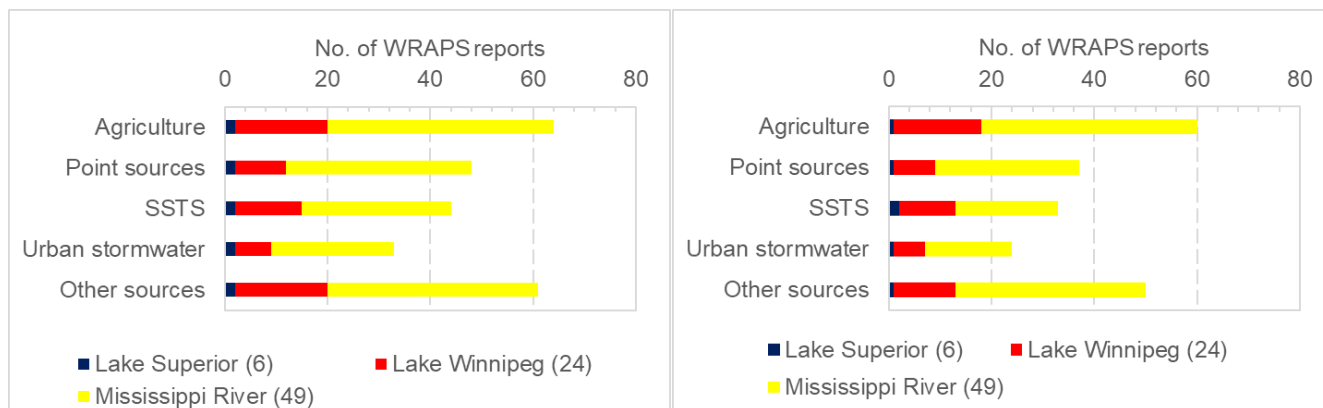 No. of WRAPS reports
0 20 40 60 80
Agriculture
Point sources
SSTS
Urban stormwater
Other sources
Lake Superior (6) Lake Winnipeg (24)
Mississippi River (49)
No. of WRAPS reports
0 20 40 60 80
Agriculture
Point sources
SSTS
Urban stormwater
Other sources
Lake Superior (6) Lake Winnipeg (24)
Mississippi River (49)